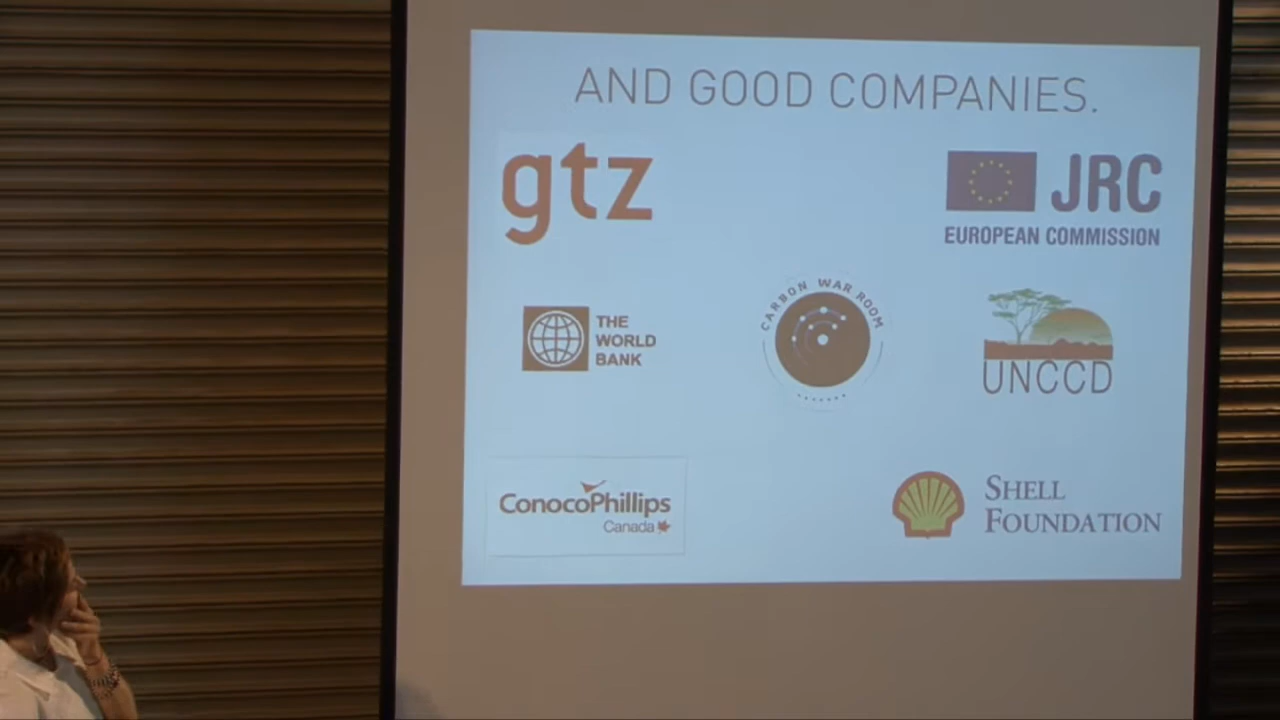 AND GOOD COMPANIES.
gtz
JRC
EUROPEAN COMMISSION
THE
WORLD
BANK
CARBON WAR ROOM
UNCCD
ConocoPhillips
Canada
SHELL
FOUNDATION